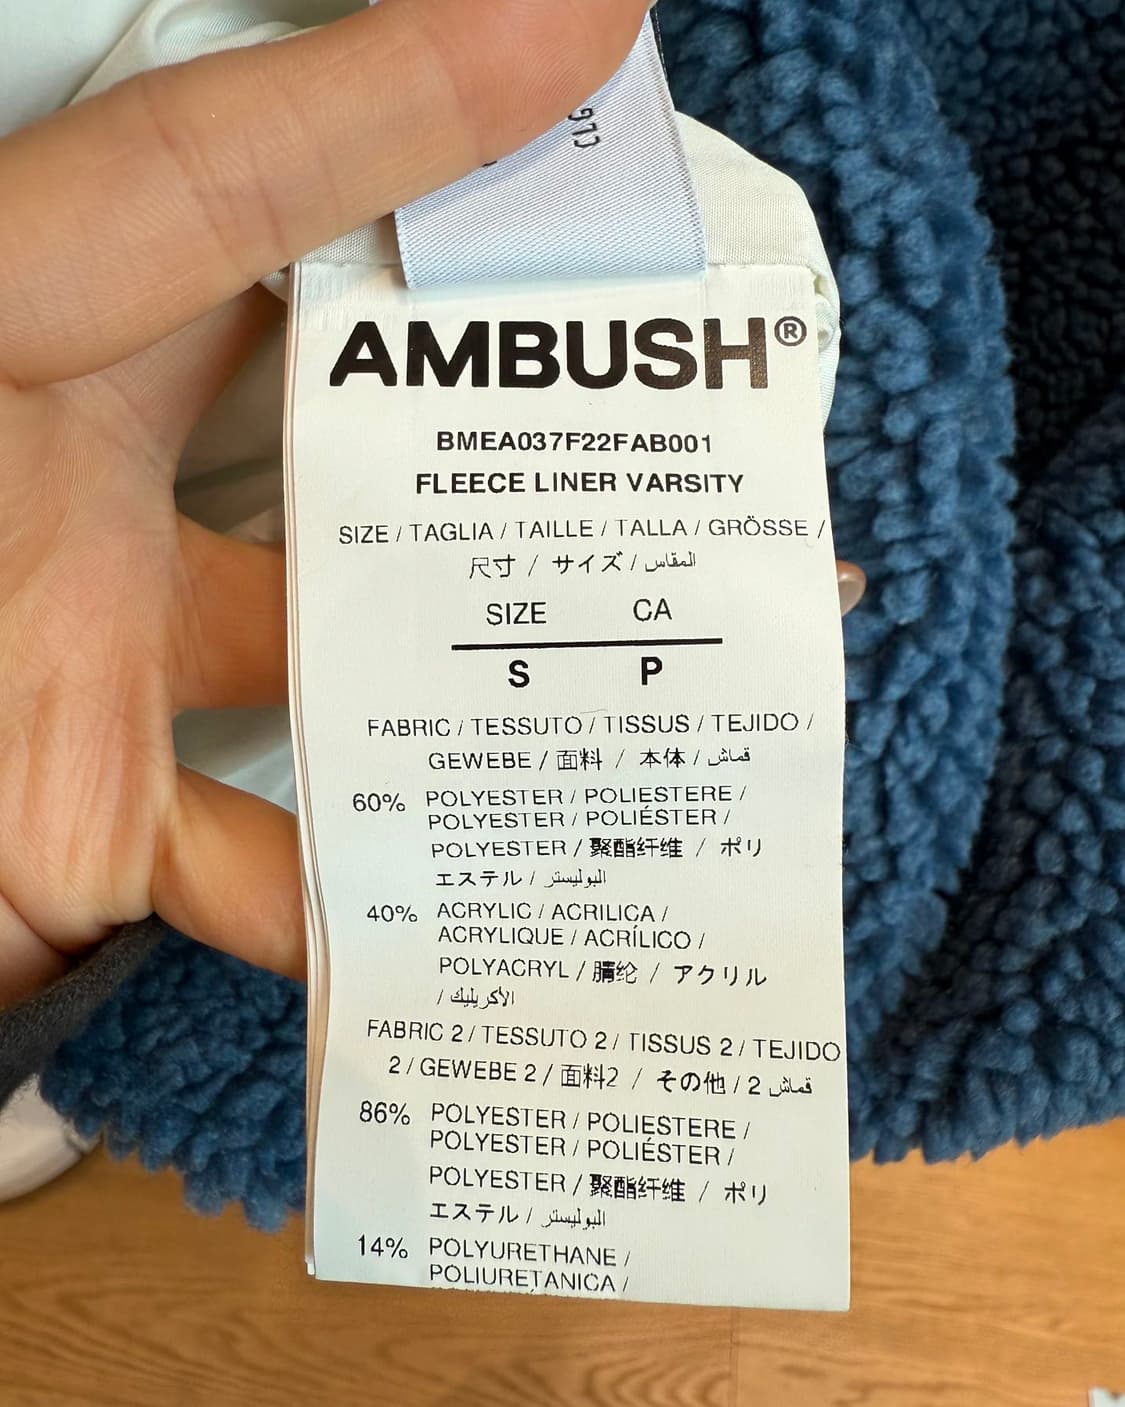 AMBUSH®
BMEA037F22FAB001
FLEECE LINER VARSITY
SIZE / TAGLIA / TAILLE / TALLA / GRÖSSE /
尺寸 / サイズ / المقاس
SIZE CA
S P
FABRIC / TESSUTO / TISSUS / TEJIDO /
GEWEBE / 面料 / 本体 / قماش
60% POLYESTER / POLIESTERE /
POLYESTER / POLIÉSTER /
POLYESTER / 聚酯纤维 / ポリ
エステル / البوليستر
40% ACRYLIC / ACRILICA /
ACRYLIQUE / ACRÍLICO /
POLYACRYL / 腈纶 / アクリル
/ الأكريليك
FABRIC 2 / TESSUTO 2 / TISSUS 2 / TEJIDO
2 / GEWEBE 2 / 面料2 / その他 / قماش 2
86% POLYESTER / POLIESTERE /
POLYESTER / POLIÉSTER /
POLYESTER / 聚酯纤维 / ポリ
エステル / البوليستر
14% POLYURETHANE /
POLIURETANICA /